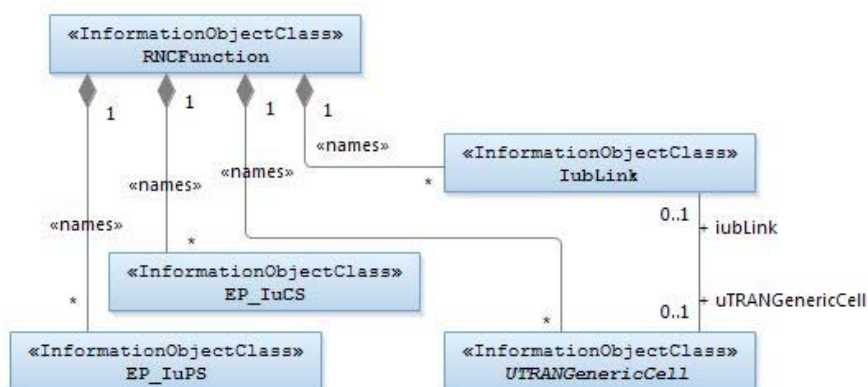 «InformationObjectClass»
RNCFunction
1
1
1
1
«names»
«InformationObjectClass»
IubLink
«names»
«names»
*
«names»
0..1
+ iubLink
*
«InformationObjectClass»
EP_IuCS
*
+ uTRANGenericCell
0..1
*
«InformationObjectClass»
EP_IuPS
«InformationObjectClass»
UTRANGenericCell